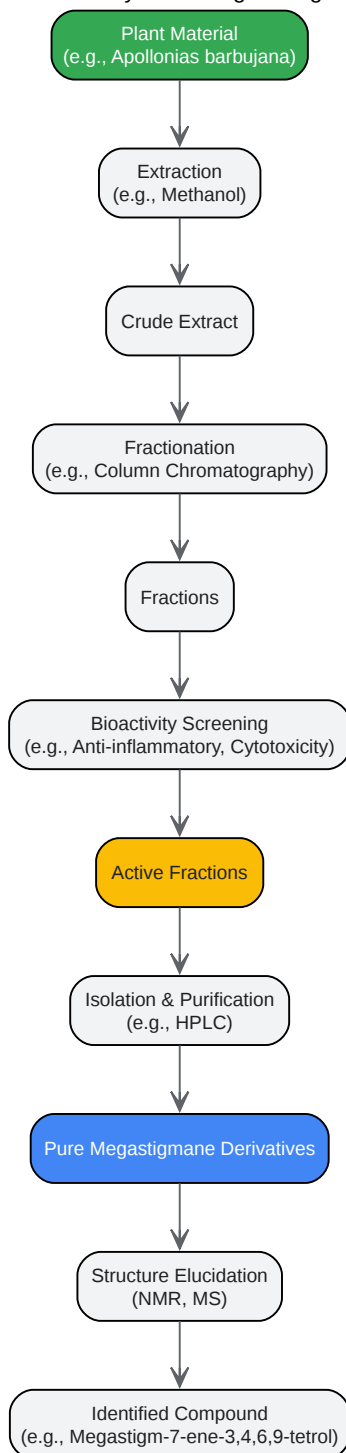 Plant Material
(e.g., Apollonias barbujana)
Extraction
(e.g., Methanol)
Crude Extract
Fractionation
(e.g., Column Chromatography)
Fractions
Bioactivity Screening
(e.g., Anti-inflammatory, Cytotoxicity)
Active Fractions
Isolation & Purification
(e.g., HPLC)
Pure Megastigmane Derivatives
Structure Elucidation
(NMR, MS)
Identified Compound
(e.g., Megastigm-7-ene-3,4,6,9-tetrol)